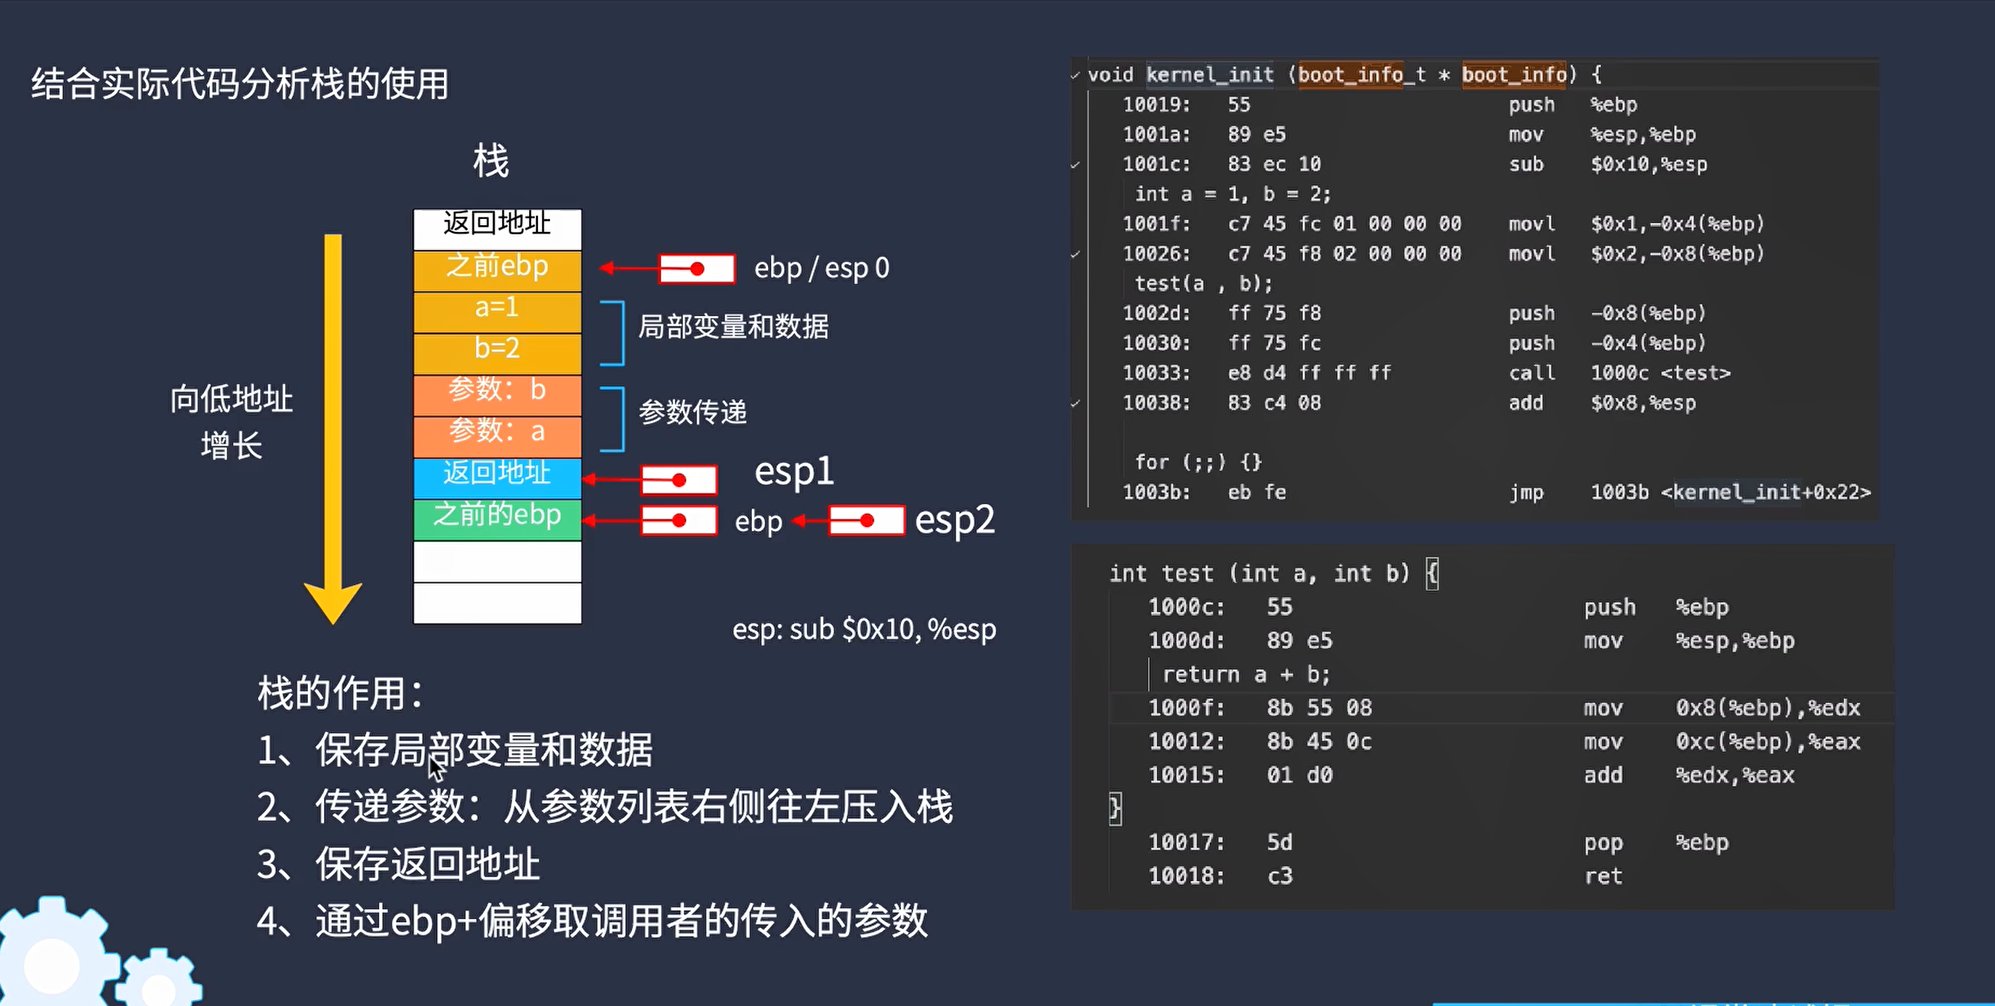 结合实际代码分析栈的使用
栈
返回地址
之前ebp
ebp / esp 0
a=1
b=2
局部变量和数据
参数：b
参数：a
参数传递
返回地址
esp1
之前的ebp
ebp
esp2
向低地址
增长
esp: sub $0x10, %esp
栈的作用：
1、保存局部变量和数据
2、传递参数：从参数列表右侧往左压入栈
3、保存返回地址
4、通过ebp+偏移取调用者的传入的参数
void kernel_init (boot_info_t * boot_info) {
10019: 55 push %ebp
1001a: 89 e5 mov %esp,%ebp
1001c: 83 ec 10 sub $0x10,%esp
int a = 1, b = 2;
1001f: c7 45 fc 01 00 00 00 movl $0x1,-0x4(%ebp)
10026: c7 45 f8 02 00 00 00 movl $0x2,-0x8(%ebp)
test(a , b);
1002d: ff 75 f8 push -0x8(%ebp)
10030: ff 75 fc push -0x4(%ebp)
10033: e8 d4 ff ff ff call 1000c <test>
10038: 83 c4 08 add $0x8,%esp
for (;;) {}
1003b: eb fe jmp 1003b <kernel_init+0x22>
int test (int a, int b) {
1000c: 55 push %ebp
1000d: 89 e5 mov %esp,%ebp
return a + b;
1000f: 8b 55 08 mov 0x8(%ebp),%edx
10012: 8b 45 0c mov 0xc(%ebp),%eax
10015: 01 d0 add %edx,%eax
}
10017: 5d pop %ebp
10018: c3 ret